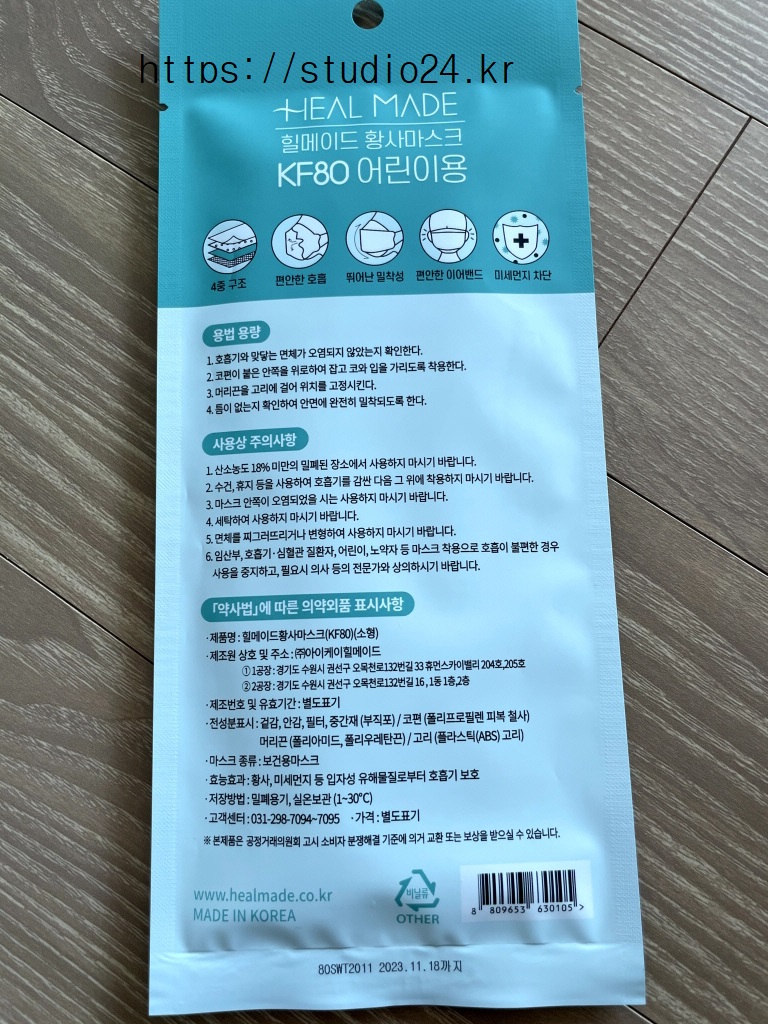 https://studio24.kr
HEAL MADE
힐메이드 황사마스크
KF80 어린이용
4중 구조 편안한 호흡 뛰어난 밀착성 편안한 이어밴드 미세먼지 차단
용법 용량
1. 호흡기와 맞닿는 면체가 오염되지 않았는지 확인한다.
2. 코편이 붙은 안쪽을 위로하여 잡고 코와 입을 가리도록 착용한다.
3. 머리끈을 고리에 걸어 위치를 고정시킨다.
4. 틈이 없는지 확인하여 안면에 완전히 밀착되도록 한다.
사용상 주의사항
1. 산소농도 18% 미만의 밀폐된 장소에서 사용하지 마시기 바랍니다.
2. 수건, 휴지 등을 사용하여 호흡기를 감싼 다음 그 위에 착용하지 마시기 바랍니다.
3. 마스크 안쪽이 오염되었을 시는 사용하지 마시기 바랍니다.
4. 세탁하여 사용하지 마시기 바랍니다.
5. 면체를 찌그러뜨리거나 변형하여 사용하지 마시기 바랍니다.
6. 임산부, 호흡기·심혈관 질환자, 어린이, 노약자 등 마스크 착용으로 호흡이 불편한 경우
사용을 중지하고, 필요시 의사 등의 전문가와 상의하시기 바랍니다.
「약사법」에 따른 의약외품 표시사항
·제품명 : 힐메이드황사마스크(KF80)(소형)
·제조원 상호 및 주소 : ㈜아이케이힐메이드
① 1공장 : 경기도 수원시 권선구 오목천로132번길 33 휴먼스카이밸리 204호,205호
② 2공장 : 경기도 수원시 권선구 오목천로132번길 16 , 1동 1층,2층
·제조번호 및 유효기간 : 별도표기
·전성분표시 : 겉감, 안감, 필터, 중간재 (부직포) / 코편 (폴리프로필렌 피복 철사)
머리끈 (폴리아미드, 폴리우레탄끈) / 고리 (플라스틱(ABS) 고리)
·마스크 종류 : 보건용마스크
·효능효과 : 황사, 미세먼지 등 입자성 유해물질로부터 호흡기 보호
·저장방법 : 밀폐용기, 실온보관 (1~30℃)
·고객센터 : 031-298-7094~7095 ·가격 : 별도표기
※ 본제품은 공정거래위원회 고시 소비자 분쟁해결 기준에 의거 교환 또는 보상을 받으실 수 있습니다.
www.healmade.co.kr
MADE IN KOREA
비닐류
OTHER
8 809653 630105 >
80SWT2011 2023.11.18까지